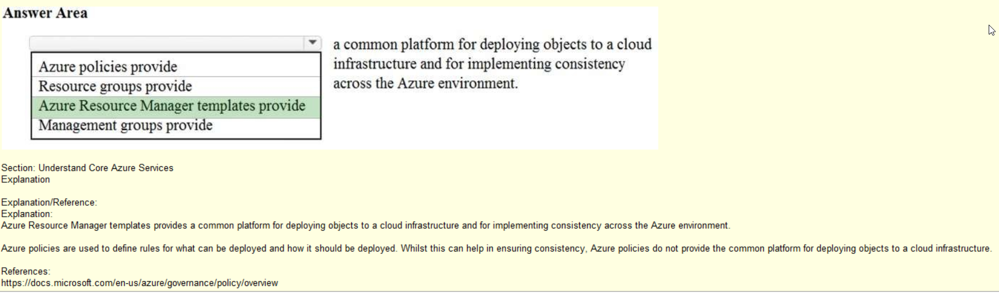 Answer Area
a common platform for deploying objects to a cloud
infrastructure and for implementing consistency
across the Azure environment.
Azure policies provide
Resource groups provide
Azure Resource Manager templates provide
Management groups provide
Section: Understand Core Azure Services
Explanation
Explanation/Reference:
Explanation:
Azure Resource Manager templates provides a common platform for deploying objects to a cloud infrastructure and for implementing consistency across the Azure environment.
Azure policies are used to define rules for what can be deployed and how it should be deployed. Whilst this can help in ensuring consistency, Azure policies do not provide the common platform for deploying objects to a cloud infrastructure.
References:
https://docs.microsoft.com/en-us/azure/governance/policy/overview